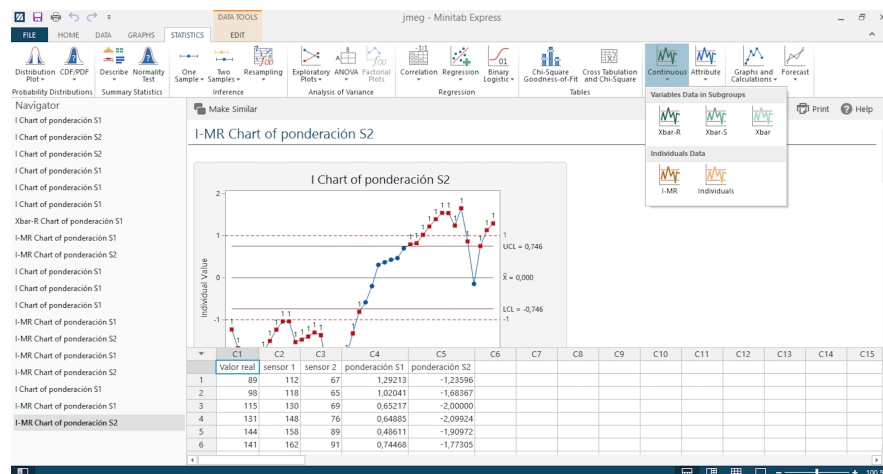 DATA TOOLS
jmeg - Minitab Express
FILE HOME DATA GRAPHS STATISTICS EDIT
Distribution Plot CDF/PDF Describe Normality Test One Sample Two Samples Resampling Exploratory Plots ANOVA Factorial Plots Correlation Regression Binary Logistic Chi-Square Goodness-of-Fit Cross Tabulation and Chi-Square Continuous Attribute Graphs and Calculations Forecast
Probability Distributions Summary Statistics Inference Analysis of Variance Regression Tables
Navigator
I Chart of ponderación S1
I Chart of ponderación S2
I Chart of ponderación S2
I Chart of ponderación S1
I Chart of ponderación S1
I Chart of ponderación S1
Xbar-R Chart of ponderación S1
I-MR Chart of ponderación S1
I-MR Chart of ponderación S2
I Chart of ponderación S1
I Chart of ponderación S1
I Chart of ponderación S1
I-MR Chart of ponderación S1
I-MR Chart of ponderación S2
I-MR Chart of ponderación S1
I-MR Chart of ponderación S2
I Chart of ponderación S1
I-MR Chart of ponderación S1
I-MR Chart of ponderación S2
Make Similar
Print Help
I-MR Chart of ponderación S2
Variables Data in Subgroups
Xbar-R Xbar-S Xbar
Individuals Data
I-MR Individuals
I Chart of ponderación S2
Individual Value
2
1
0
-1
1
UCL = 0,746
X̄ = 0,000
LCL = -0,746
-1
C1 C2 C3 C4 C5 C6 C7 C8 C9 C10 C11 C12 C13 C14 C15
Valor real sensor 1 sensor 2 ponderación S1 ponderación S2
1 89 112 67 1,29213 -1,23596
2 98 118 65 1,02041 -1,68367
3 115 130 69 0,65217 -2,00000
4 131 148 76 0,64885 -2,09924
5 144 158 89 0,48611 -1,90972
6 141 162 91 0,74468 -1,77305